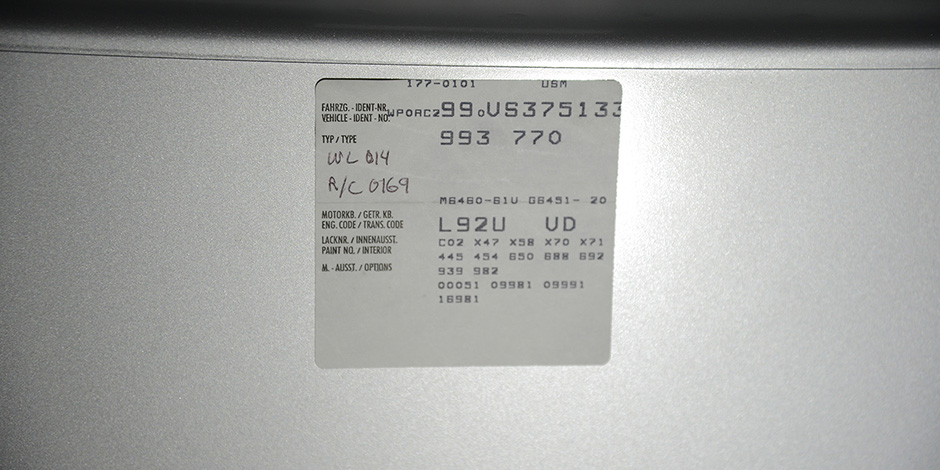 177-0101 USM
FAHRZG. - IDENT-NR.
VEHICLE - IDENT - NO. WP0AC299oVS375133
TYP / TYPE 993 770
WL 014
R/C 0169
M6460-61U G6451- 20
MOTORKB. / GETR. KB.
ENG. CODE / TRANS. CODE L92U VD
LACKNR. / INNENAUSST. C02 X47 X58 X70 X71
PAINT NO. / INTERIOR 445 454 650 688 692
M. - AUSST. / OPTIONS 939 982
00051 09981 09991
16981